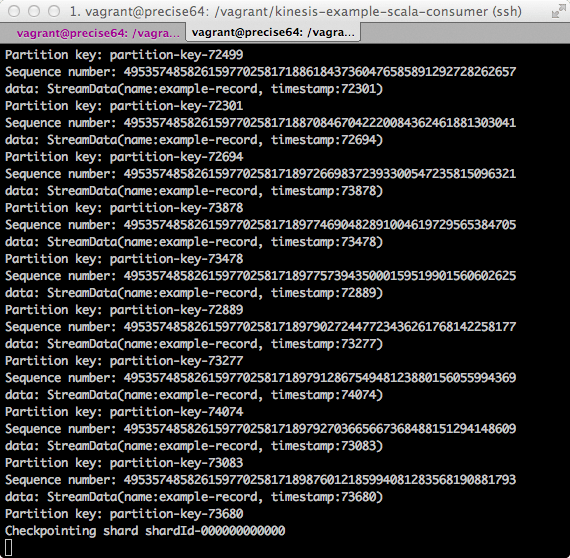 1. vagrant@precise64: /vagrant/kinesis-example-scala-consumer (ssh)
vagrant@precise64: /vagra... vagrant@precise64: /vagra...
Partition key: partition-key-72499
Sequence number: 49535748582615977025817188618437360476585891292728262657
data: StreamData(name:example-record, timestamp:72301)
Partition key: partition-key-72301
Sequence number: 49535748582615977025817188708467042220084362461881303041
data: StreamData(name:example-record, timestamp:72694)
Partition key: partition-key-72694
Sequence number: 49535748582615977025817189726698372393300547235815096321
data: StreamData(name:example-record, timestamp:73878)
Partition key: partition-key-73878
Sequence number: 49535748582615977025817189774690482891004619729565384705
data: StreamData(name:example-record, timestamp:73478)
Partition key: partition-key-73478
Sequence number: 49535748582615977025817189775739435000159519901560602625
data: StreamData(name:example-record, timestamp:72889)
Partition key: partition-key-72889
Sequence number: 49535748582615977025817189790272447723436261768142258177
data: StreamData(name:example-record, timestamp:73277)
Partition key: partition-key-73277
Sequence number: 49535748582615977025817189791286754948123880156055994369
data: StreamData(name:example-record, timestamp:74074)
Partition key: partition-key-74074
Sequence number: 49535748582615977025817189792703665667368488151294148609
data: StreamData(name:example-record, timestamp:73083)
Partition key: partition-key-73083
Sequence number: 49535748582615977025817189876012185994081283568190881793
data: StreamData(name:example-record, timestamp:73680)
Partition key: partition-key-73680
Checkpointing shard shardId-000000000000